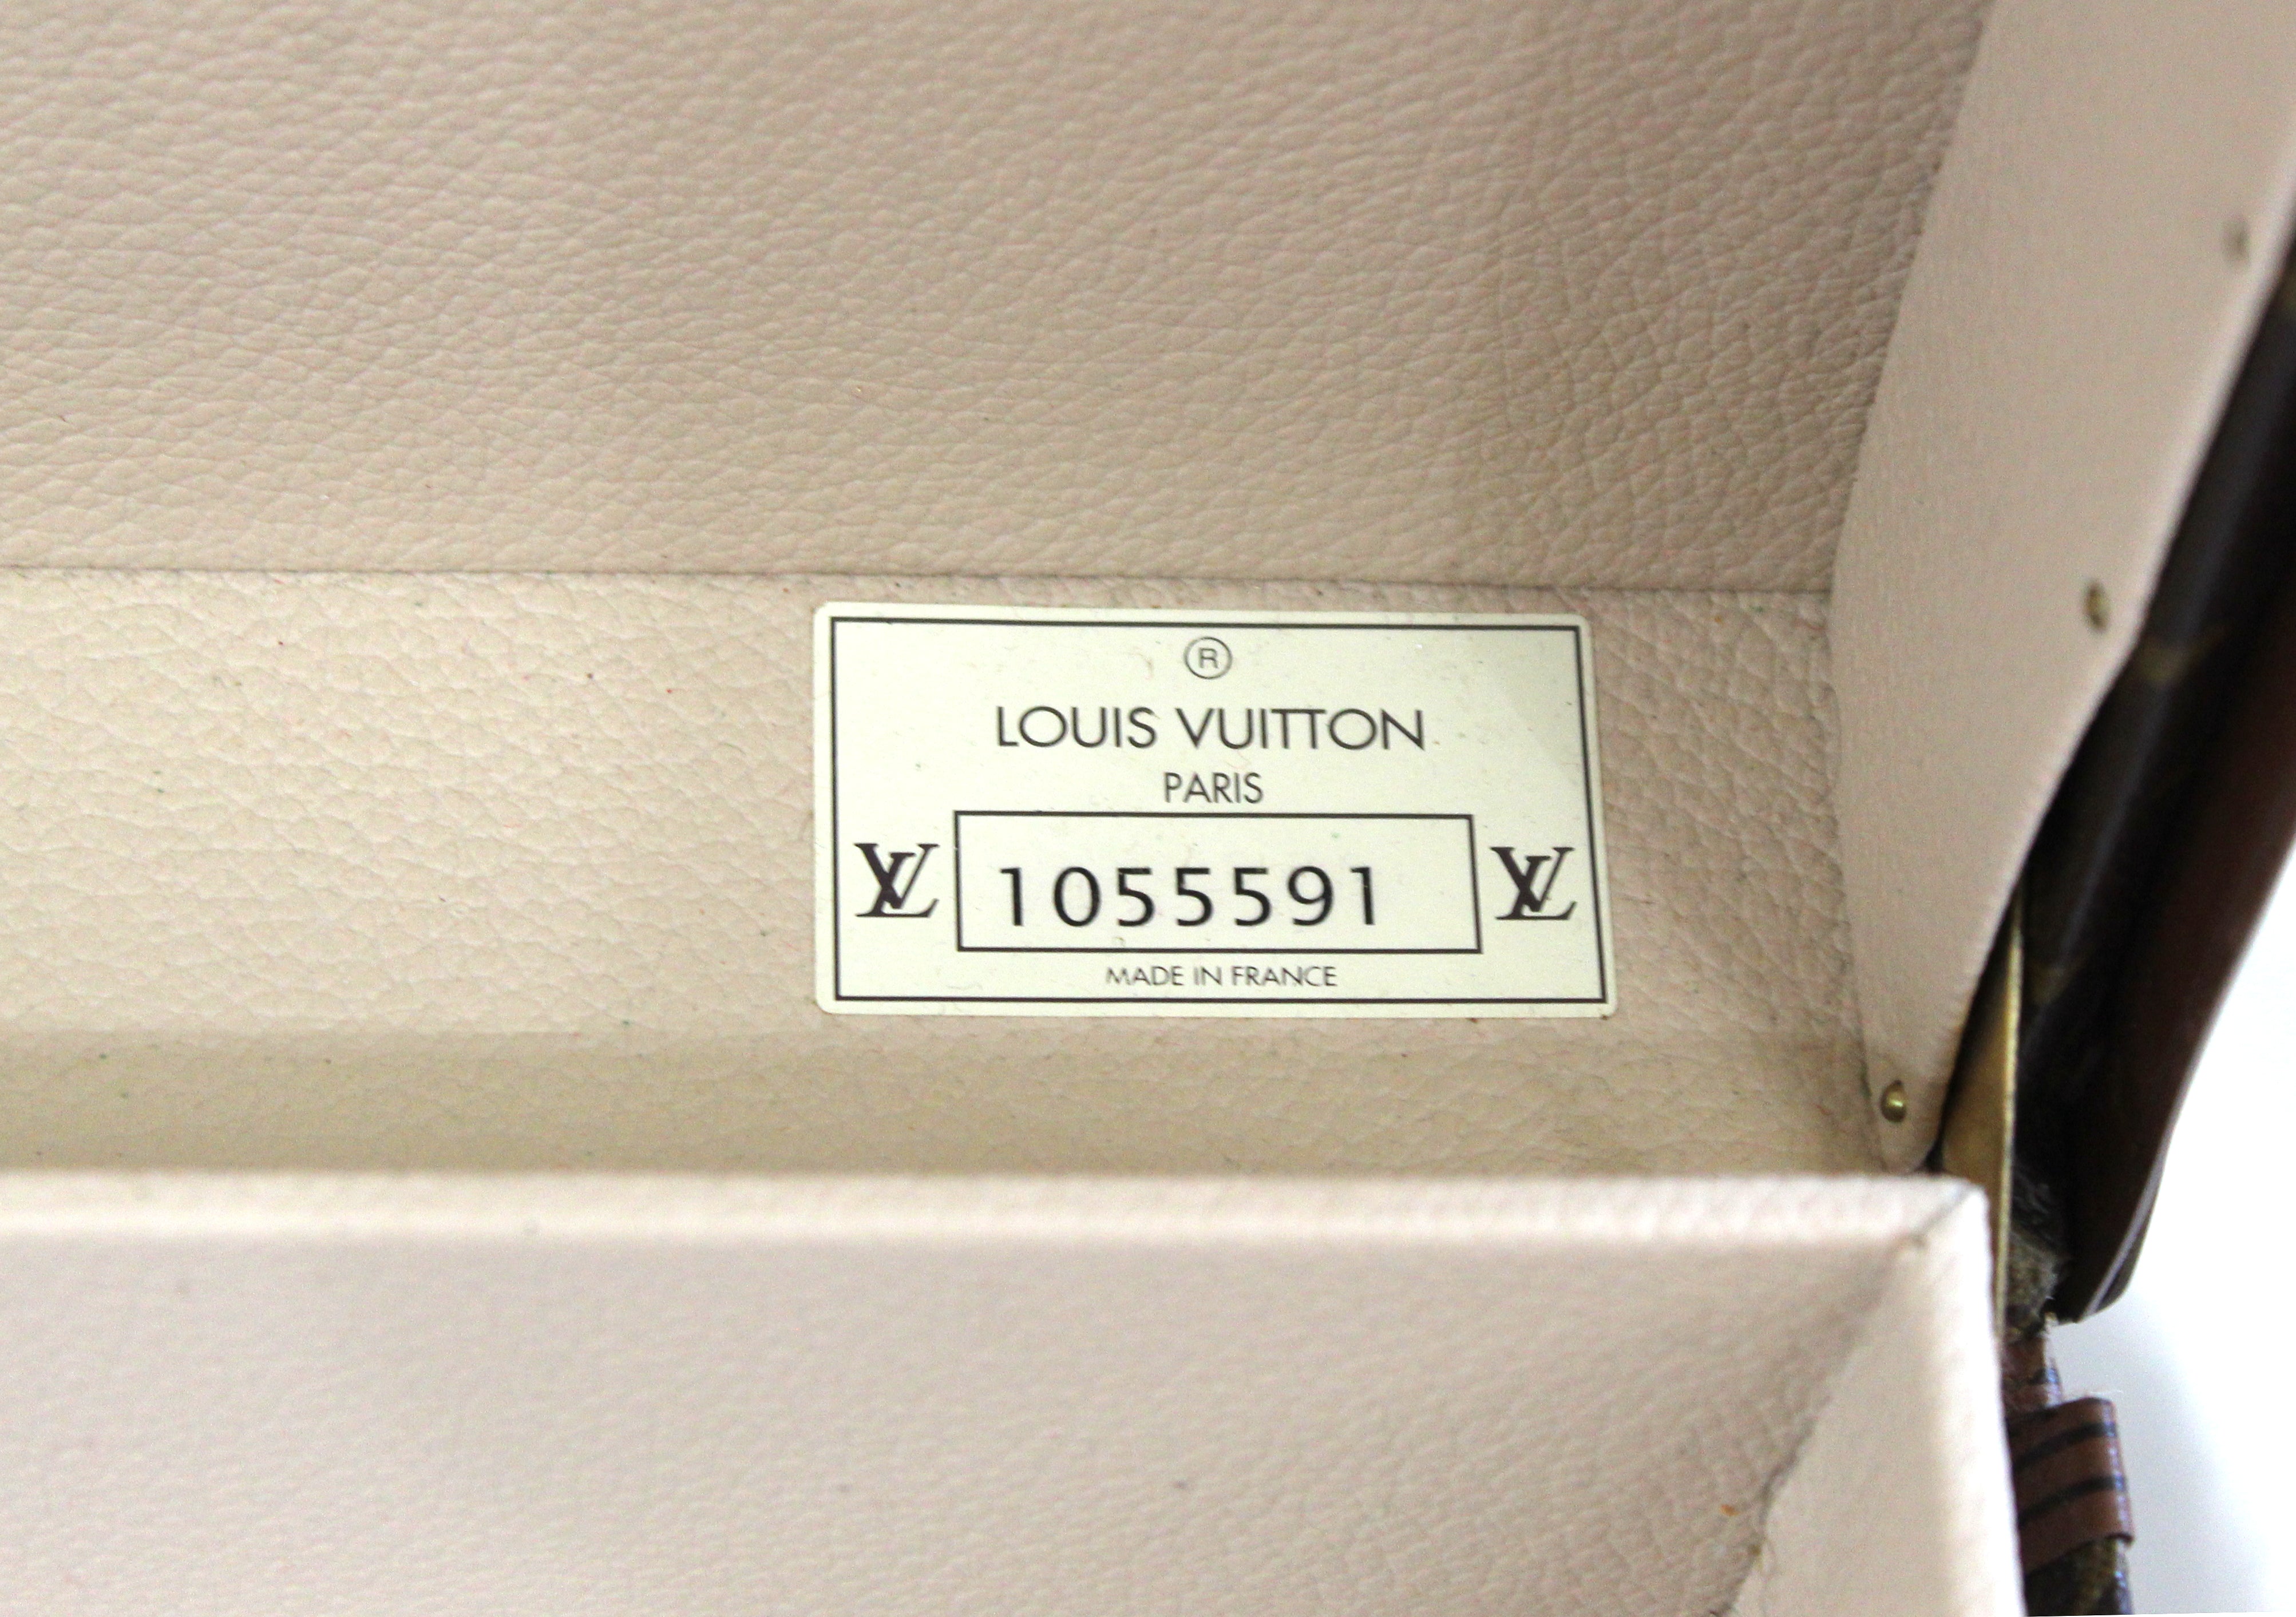 ®
LOUIS VUITTON
PARIS
LV 1055591 LV
MADE IN FRANCE